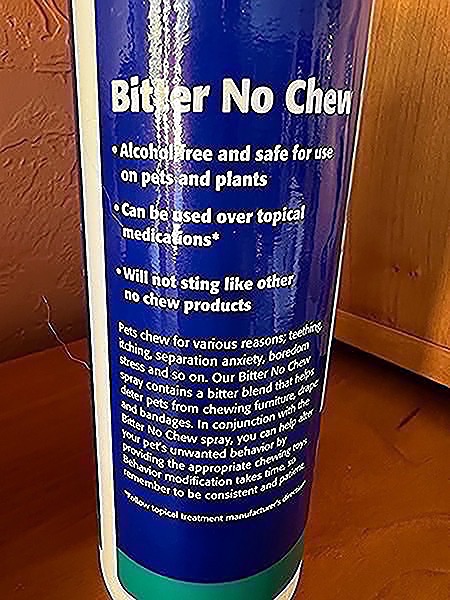 Bitter No Chew
•Alcohol free and safe for use
on pets and plants
•Can be used over topical
medications*
•Will not sting like other
no chew products
Pets chew for various reasons; teething,
itching, separation anxiety, boredom
stress and so on. Our Bitter No Chew
spray contains a bitter blend that helps
deter pets from chewing furniture, drape
and bandages. In conjunction with the
Bitter No Chew spray, you can help alter
your pet's unwanted behavior by
providing the appropriate chewing toys.
Behavior modification takes time, so
remember to be consistent and patient.
*Follow topical treatment manufacturer's direction